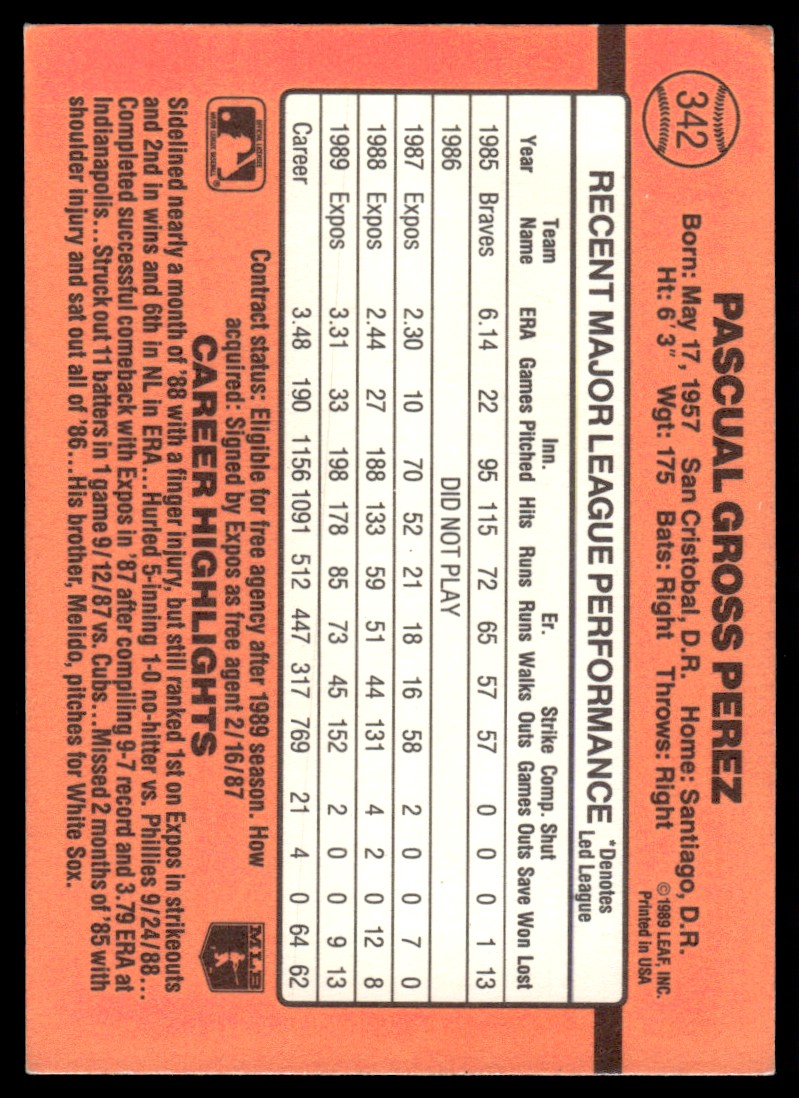 342
PASCUAL GROSS PEREZ
Born: May 17, 1957 San Cristobal, D.R. Home: Santiago, D.R.
Ht: 6' 3" Wgt: 175 Bats: Right Throws: Right
©1989 LEAF, INC.
Printed in USA
RECENT MAJOR LEAGUE PERFORMANCE *Denotes
Led League
Team Inn. Er. Strike Comp. Shut
Year Name ERA Games Pitched Hits Runs Runs Walks Outs Games Outs Save Won Lost
1985 Braves 6.14 22 95 115 72 65 57 57 0 0 0 1 13
1986 DID NOT PLAY
1987 Expos 2.30 10 70 52 21 18 16 58 2 0 0 7 0
1988 Expos 2.44 27 188 133 59 51 44 131 4 2 0 12 8
1989 Expos 3.31 33 198 178 85 73 45 152 2 0 0 9 13
Career 3.48 190 1156 1091 512 447 317 769 21 4 0 64 62
OFFICIAL LICENSEE
MAJOR LEAGUE BASEBALL
®
Contract status: Eligible for free agency after 1989 season. How
acquired: Signed by Expos as free agent 2/16/87
MLB
CAREER HIGHLIGHTS
Sidelined nearly a month of '88 with a finger injury, but still ranked 1st on Expos in strikeouts
and 2nd in wins and 6th in NL in ERA...Hurled 5-inning 1-0 no-hitter vs. Phillies 9/24/88...
Completed successful comeback with Expos in '87 after compiling 9-7 record and 3.79 ERA at
Indianapolis...Struck out 11 batters in 1 game 9/12/87 vs. Cubs...Missed 2 months of '85 with
shoulder injury and sat out all of '86...His brother, Melido, pitches for White Sox.